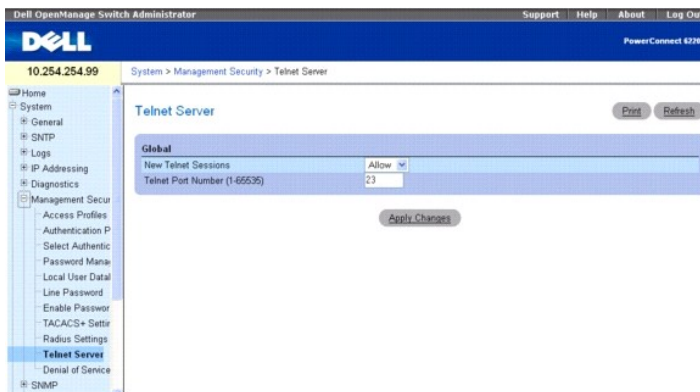 Dell OpenManage Switch Administrator
Support Help About Log Ou
DELL
PowerConnect 6220
10.254.254.99
System > Management Security > Telnet Server
Home
System
General
SNTP
Logs
IP Addressing
Diagnostics
Management Secur
Access Profiles
Authentication P
Select Authentic
Password Mana
Local User Datal
Line Password
Enable Passwor
TACACS+ Settir
Radius Settings
Telnet Server
Denial of Service
SNMP
Telnet Server
Print Refresh
Global
New Telnet Sessions Allow
Telnet Port Number (1-65535) 23
Apply Changes